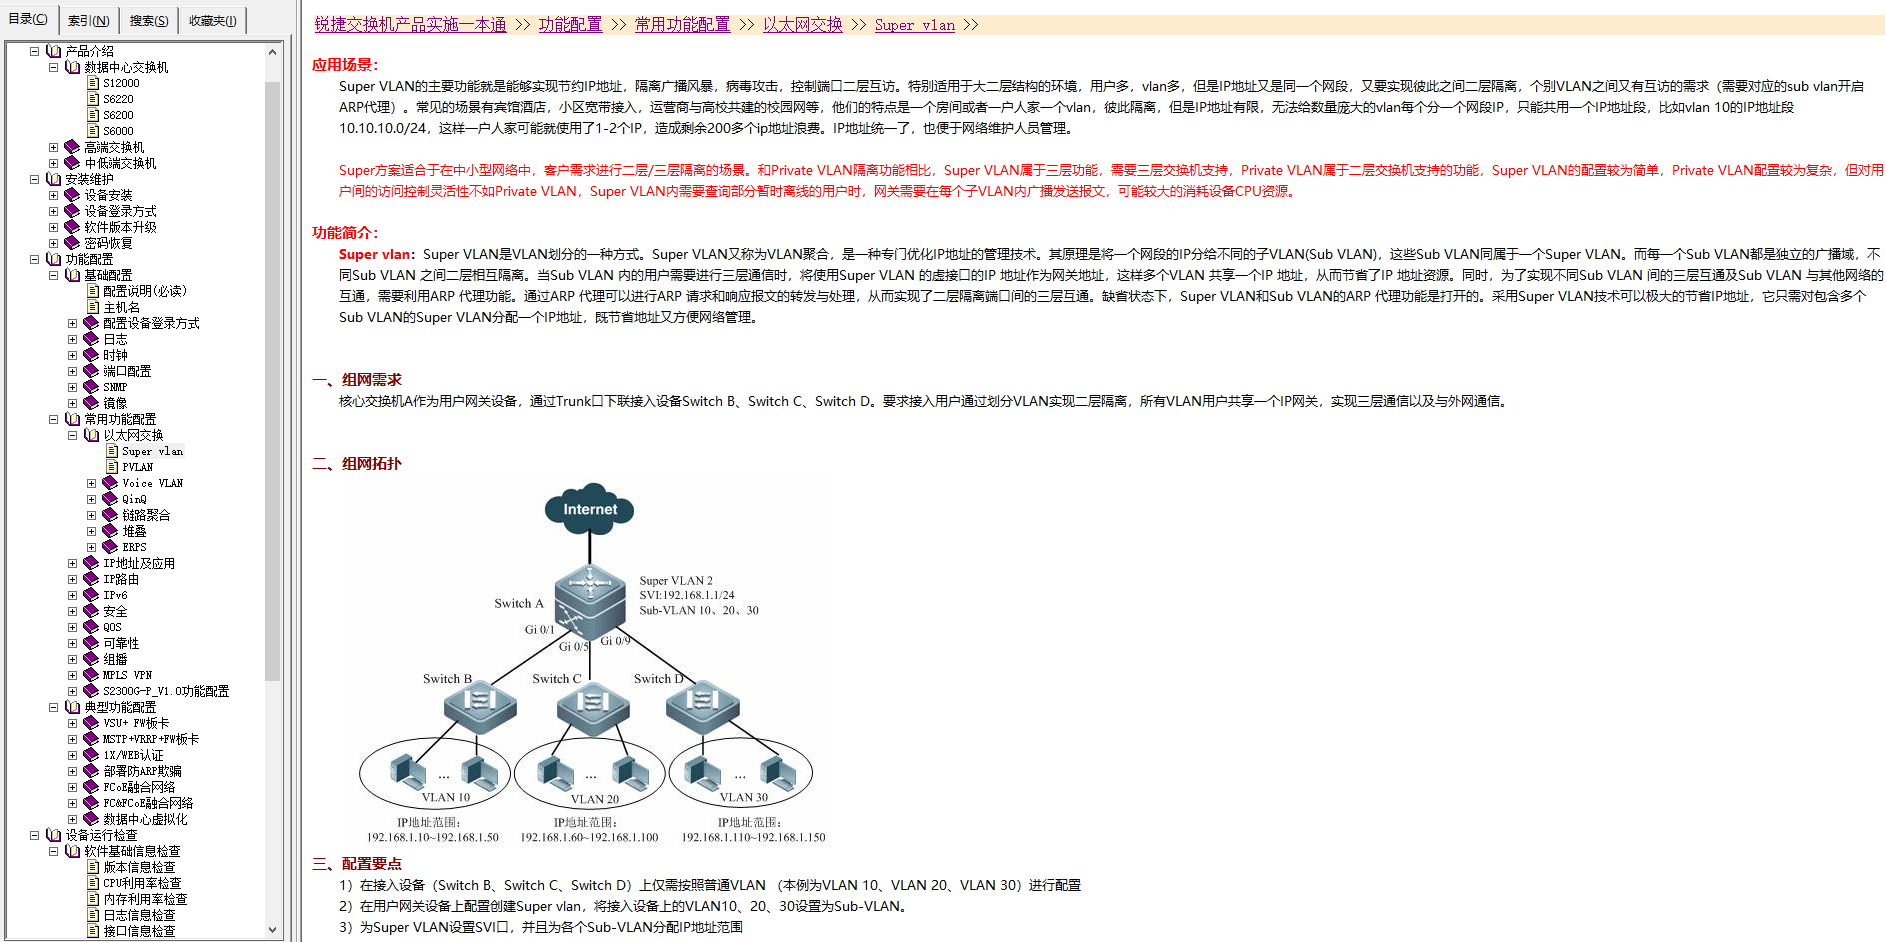 目录(C) 索引(N) 搜索(S) 收藏夹(I)
产品介绍
数据中心交换机
S12000
S6220
S6200
S6000
高端交换机
中低端交换机
安装维护
设备安装
设备登录方式
软件版本升级
密码恢复
功能配置
基础配置
配置说明(必读)
主机名
配置设备登录方式
日志
时钟
端口配置
SNMP
镜像
常用功能配置
以太网交换
Super vlan
PVLAN
Voice VLAN
QinQ
链路聚合
堆叠
ERPS
IP地址及应用
IP路由
IPv6
安全
QOS
可靠性
组播
MPLS VPN
S2300G-P_V1.0功能配置
典型功能配置
VSU+ FW板卡
MSTP+VRRP+FW板卡
1X/WEB认证
部署防ARP欺骗
FCoE融合网络
FC&FCoE融合网络
数据中心虚拟化
设备运行检查
软件基础信息检查
版本信息检查
CPU利用率检查
内存利用率检查
日志信息检查
接口信息检查
锐捷交换机产品实施一本通 >> 功能配置 >> 常用功能配置 >> 以太网交换 >> Super vlan >>
应用场景：
Super VLAN的主要功能就是能够实现节约IP地址，隔离广播风暴，病毒攻击，控制端口二层互访。特别适用于大二层结构的环境，用户多，vlan多，但是IP地址又是同一个网段，又要实现彼此之间二层隔离，个别VLAN之间又有互访的需求（需要对应的sub vlan开启
ARP代理）。常见的场景有宾馆酒店，小区宽带接入，运营商与高校共建的校园网等，他们的特点是一个房间或者一户人家一个vlan，彼此隔离，但是IP地址有限，无法给数量庞大的vlan每个分一个网段IP，只能共用一个IP地址段，比如vlan 10的IP地址段
10.10.10.0/24，这样一户人家可能就使用了1-2个IP，造成剩余200多个ip地址浪费。IP地址统一了，也便于网络维护人员管理。
Super方案适合于在中小型网络中，客户需求进行二层/三层隔离的场景。和Private VLAN隔离功能相比，Super VLAN属于三层功能，需要三层交换机支持，Private VLAN属于二层交换机支持的功能，Super VLAN的配置较为简单，Private VLAN配置较为复杂，但对用
户间的访问控制灵活性不如Private VLAN，Super VLAN内需要查询部分暂时离线的用户时，网关需要在每个子VLAN内广播发送报文，可能较大的消耗设备CPU资源。
功能简介：
Super vlan：Super VLAN是VLAN划分的一种方式。Super VLAN又称为VLAN聚合，是一种专门优化IP地址的管理技术。其原理是将一个网段的IP分给不同的子VLAN(Sub VLAN)，这些Sub VLAN同属于一个Super VLAN。而每一个Sub VLAN都是独立的广播域，不
同Sub VLAN 之间二层相互隔离。当Sub VLAN 内的用户需要进行三层通信时，将使用Super VLAN 的虚接口的IP 地址作为网关地址，这样多个VLAN 共享一个IP 地址，从而节省了IP 地址资源。同时，为了实现不同Sub VLAN 间的三层互通及Sub VLAN 与其他网络的
互通，需要利用ARP 代理功能。通过ARP 代理可以进行ARP 请求和响应报文的转发与处理，从而实现了二层隔离端口间的三层互通。缺省状态下，Super VLAN和Sub VLAN的ARP 代理功能是打开的。采用Super VLAN技术可以极大的节省IP地址，它只需对包含多个
Sub VLAN的Super VLAN分配一个IP地址，既节省地址又方便网络管理。
一、组网需求
核心交换机A作为用户网关设备，通过Trunk口下联接入设备Switch B、Switch C、Switch D。要求接入用户通过划分VLAN实现二层隔离，所有VLAN用户共享一个IP网关，实现三层通信以及与外网通信。
二、组网拓扑
Internet
Super VLAN 2
SVI:192.168.1.1/24
Sub-VLAN 10、20、30
Switch A
Gi 0/1
Gi 0/5
Gi 0/9
Switch B Switch C Switch D
... ... ...
VLAN 10 VLAN 20 VLAN 30
IP地址范围： IP地址范围： IP地址范围：
192.168.1.10~192.168.1.50 192.168.1.60~192.168.1.100 192.168.1.110~192.168.1.150
三、配置要点
1）在接入设备（Switch B、Switch C、Switch D）上仅需按照普通VLAN （本例为VLAN 10、VLAN 20、VLAN 30）进行配置
2）在用户网关设备上配置创建Super vlan，将接入设备上的VLAN10、20、30设置为Sub-VLAN。
3）为Super VLAN设置SVI口，并且为各个Sub-VLAN分配IP地址范围